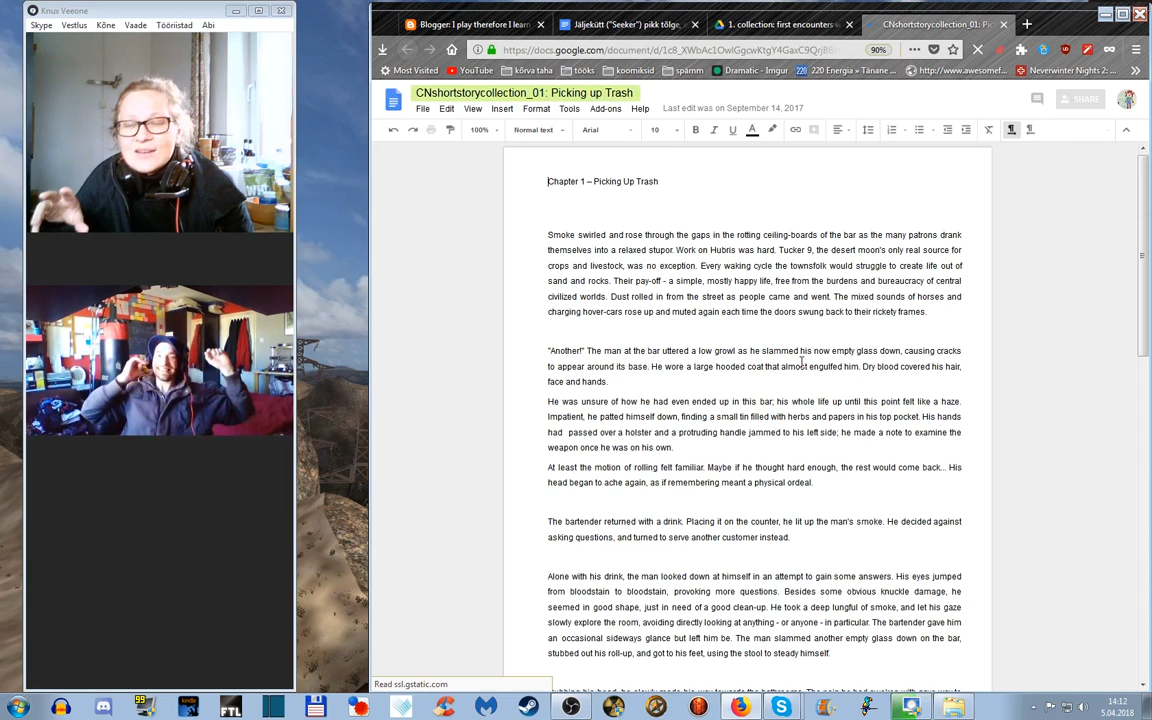 Knux Veeone
Skype Vestlus Kõne Vaade Tööriistad Abi
Blogger: I play therefore I learn
Jäljekütt ("Seeker") pikk tõlge,
1. collection: first encounters
CNshortstorycollection_01: Pic
90%
Most Visited YouTube kõrva taha tööks koomiksid spämm Dramatic - Imgur 220 Energia » Tänane ... http://www.awesomef... Neverwinter Nights 2: ...
CNshortstorycollection_01: Picking up Trash
SHARE
File Edit View Insert Format Tools Add-ons Help Last edit was on September 14, 2017
100% Normal text Arial 10 B I U A
Chapter 1 – Picking Up Trash
Smoke swirled and rose through the gaps in the rotting ceiling-boards of the bar as the many patrons drank
themselves into a relaxed stupor. Work on Hubris was hard. Tucker 9, the desert moon's only real source for
crops and livestock, was no exception. Every waking cycle the townsfolk would struggle to create life out of
sand and rocks. Their pay-off - a simple, mostly happy life, free from the burdens and bureaucracy of central
civilized worlds. Dust rolled in from the street as people came and went. The mixed sounds of horses and
charging hover-cars rose up and muted again each time the doors swung back to their rickety frames.
"Another!" The man at the bar uttered a low growl as he slammed his now empty glass down, causing cracks
to appear around its base. He wore a large hooded coat that almost engulfed him. Dry blood covered his hair,
face and hands.
He was unsure of how he had even ended up in this bar; his whole life up until this point felt like a haze.
Impatient, he patted himself down, finding a small tin filled with herbs and papers in his top pocket. His hands
had passed over a holster and a protruding handle jammed to his left side; he made a note to examine the
weapon once he was on his own.
At least the motion of rolling felt familiar. Maybe if he thought hard enough, the rest would come back... His
head began to ache again, as if remembering meant a physical ordeal.
The bartender returned with a drink. Placing it on the counter, he lit up the man's smoke. He decided against
asking questions, and turned to serve another customer instead.
Alone with his drink, the man looked down at himself in an attempt to gain some answers. His eyes jumped
from bloodstain to bloodstain, provoking more questions. Besides some obvious knuckle damage, he
seemed in good shape, just in need of a good clean-up. He took a deep lungful of smoke, and let his gaze
slowly explore the room, avoiding directly looking at anything - or anyone - in particular. The bartender gave him
an occasional sideways glance but left him be. The man slammed another empty glass down on the bar,
stubbed out his roll-up, and got to his feet, using the stool to steady himself.
Read ssl.gstatic.com
99
kindle
FTL
14:12
5.04.2018